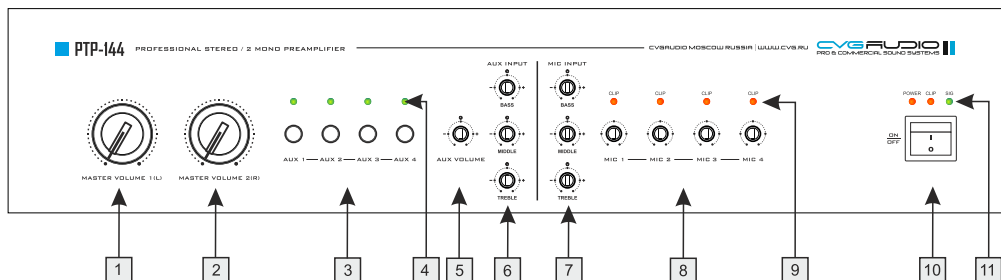 PTP-144 PROFESSIONAL STEREO / 2 MONO PREAMPLIFIER
CVGAUDIO MOSCOW RUSSIA | WWW.CVG.RU
CVGAUDIO
PRO & COMMERCIAL SOUND SYSTEMS
AUX INPUT
MIC INPUT
BASS
BASS
CLIP CLIP CLIP CLIP
POWER CLIP SIG
ON
OFF
I
O
MIDDLE
MIDDLE
AUX 1 AUX 2 AUX 3 AUX 4
AUX VOLUME
MIC 1 MIC 2 MIC 3 MIC 4
MASTER VOLUME 1(L)
MASTER VOLUME 2(R)
TREBLE
TREBLE
1 2 3 4 5 6 7 8 9 10 11